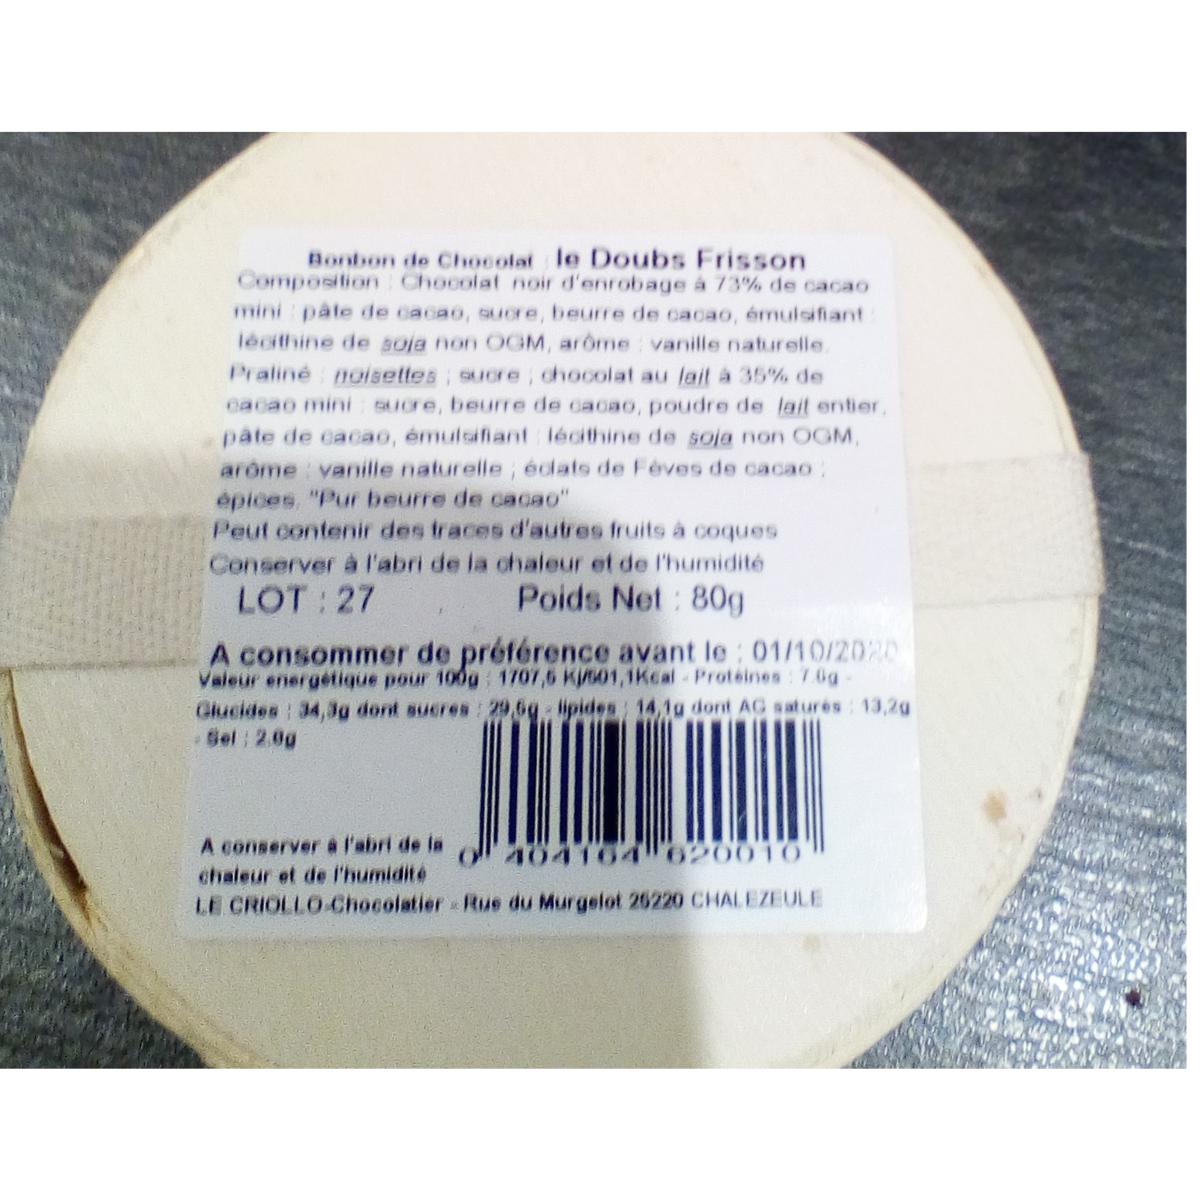 Bonbon de Chocolat : le Doubs Frisson
Composition : Chocolat noir d'enrobage à 73% de cacao
mini : pâte de cacao, sucre, beurre de cacao, émulsifiant :
lécithine de soja non OGM, arôme : vanille naturelle.
Praliné : noisettes ; sucre ; chocolat au lait à 35% de
cacao mini : sucre, beurre de cacao, poudre de lait entier,
pâte de cacao, émulsifiant : lécithine de soja non OGM,
arôme : vanille naturelle ; éclats de Fèves de cacao ;
épices, "Pur beurre de cacao"
Peut contenir des traces d'autres fruits à coques
Conserver à l'abri de la chaleur et de l'humidité
LOT : 27 Poids Net : 80g
A consommer de préférence avant le : 01/10/2020
Valeur energétique pour 100g : 1707,5 Kj/501,1Kcal - Protéines : 7.6g -
Glucides : 34,3g dont sucres : 29,5g - lipides : 14,1g dont AG saturés : 13,2g
- Sel : 2.0g
0 404164 620010
A conserver à l'abri de la
chaleur et de l'humidité
LE CRIOLLO-Chocolatier - Rue du Murgelot 25220 CHALEZEULE